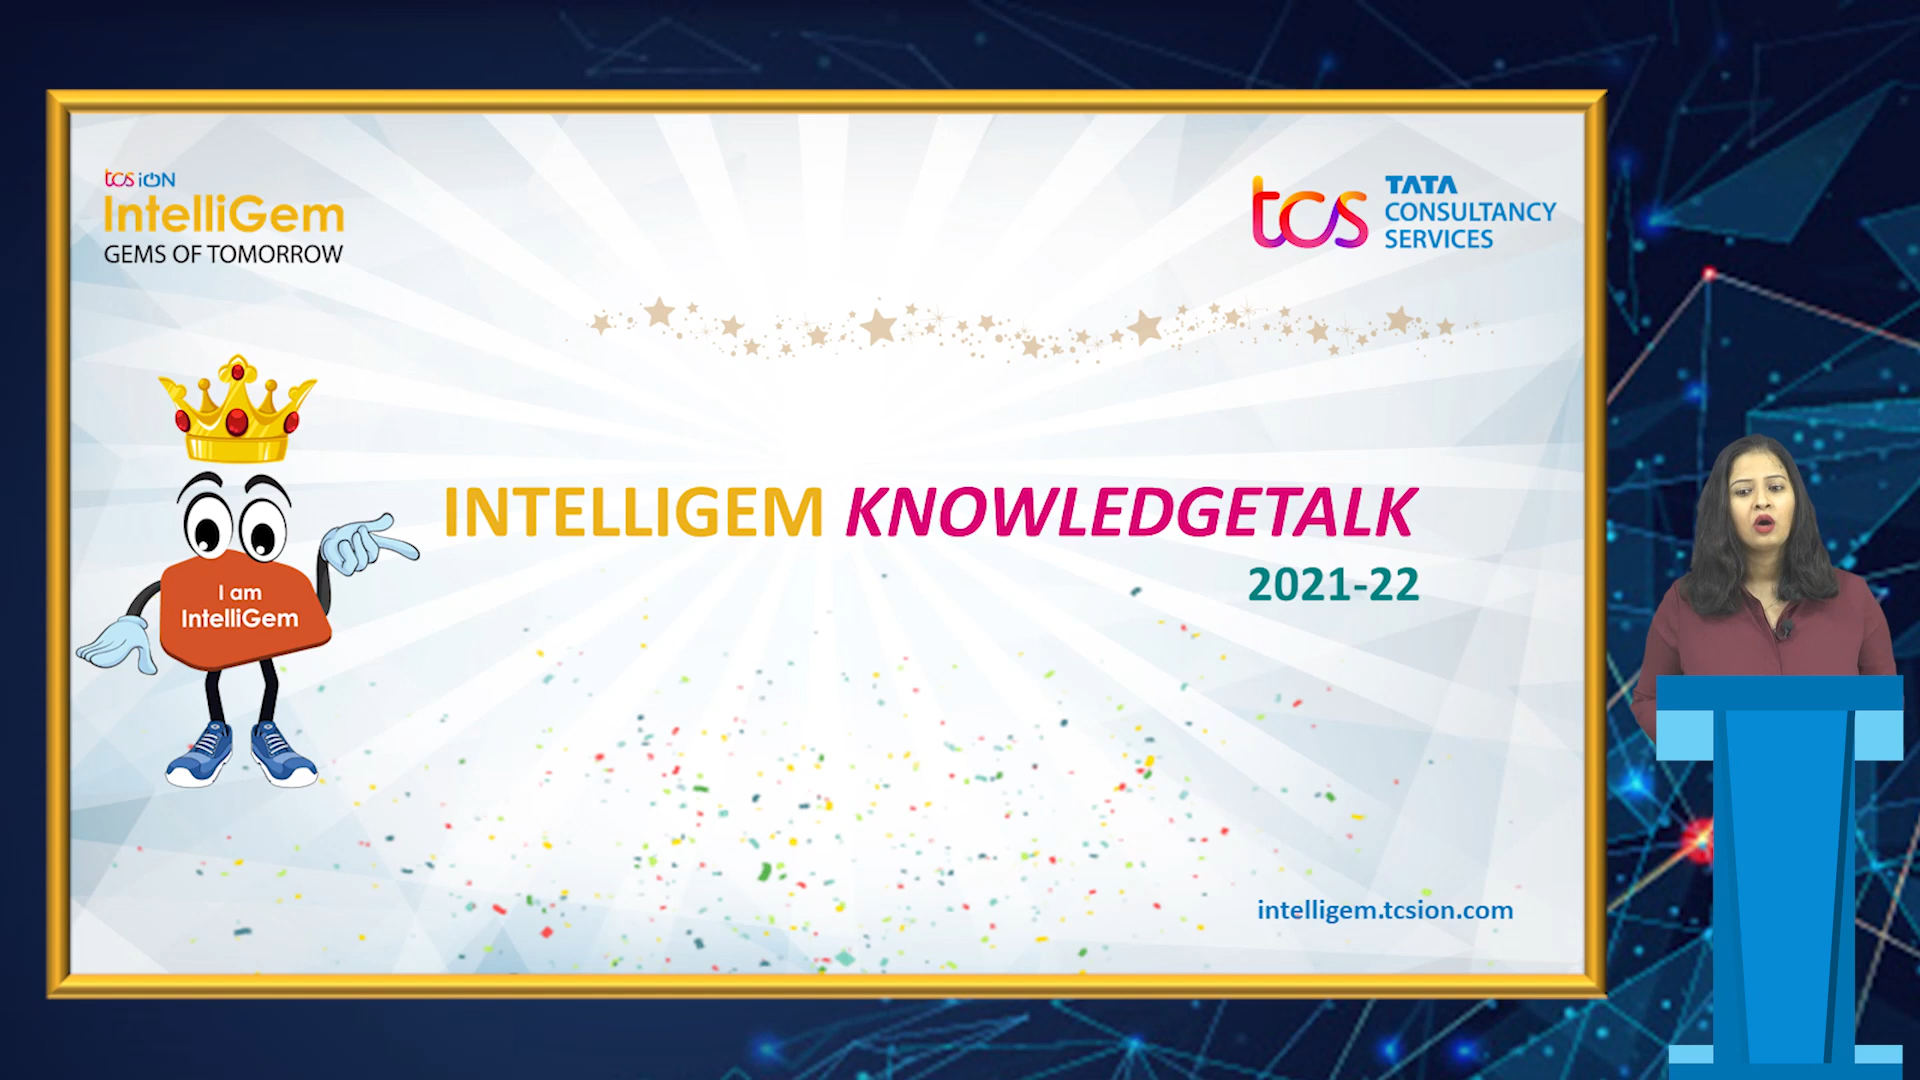 tcs iON
IntelliGem
GEMS OF TOMORROW
tcs TATA
CONSULTANCY
SERVICES
INTELLIGEM KNOWLEDGETALK
2021-22
I am
IntelliGem
intelligem.tcsion.com